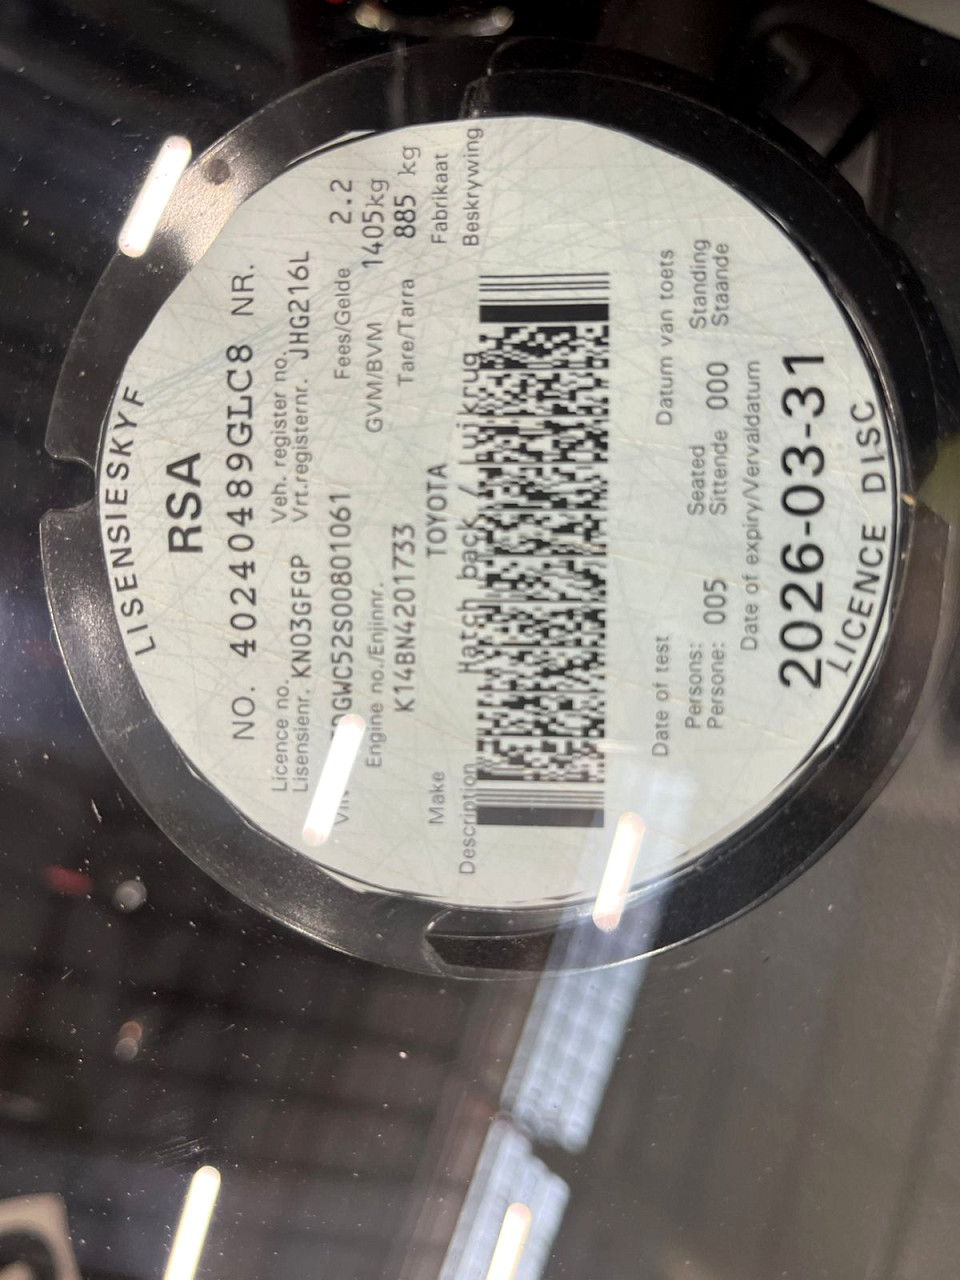 LISENSIESKYF
RSA
NO. 40240489GLC8 NR.
Licence no. Veh. register no.
Lisensienr. KN03GFGP Vrt.registernr. JHG216L
GWC52S00801061 Fees/Gelde 2.2
Engine no./Enjinnr. GVM/BVM 1405kg
K14BN4201733 Tare/Tarra 885 kg
Make TOYOTA Fabrikaat
Description Hatch back / Luikrug Beskrywing
Date of test Datum van toets
Persons: Seated Standing
Persone: 005 Sittende 000 Staande
Date of expiry/Vervaldatum
2026-03-31
LICENCE DISC